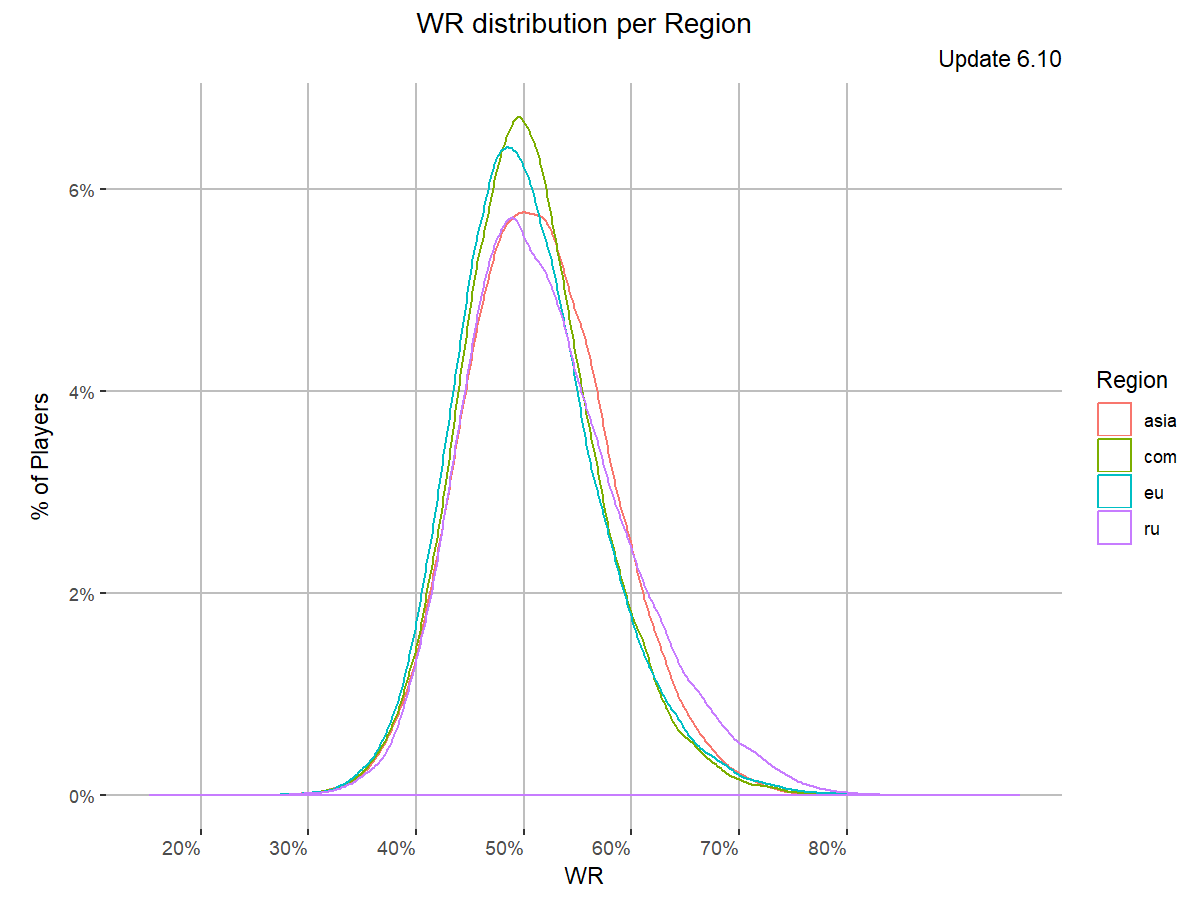 WR distribution per Region
Update 6.10
6%
4%
2%
0%
% of Players
20% 30% 40% 50% 60% 70% 80%
WR
Region
asia
com
eu
ru